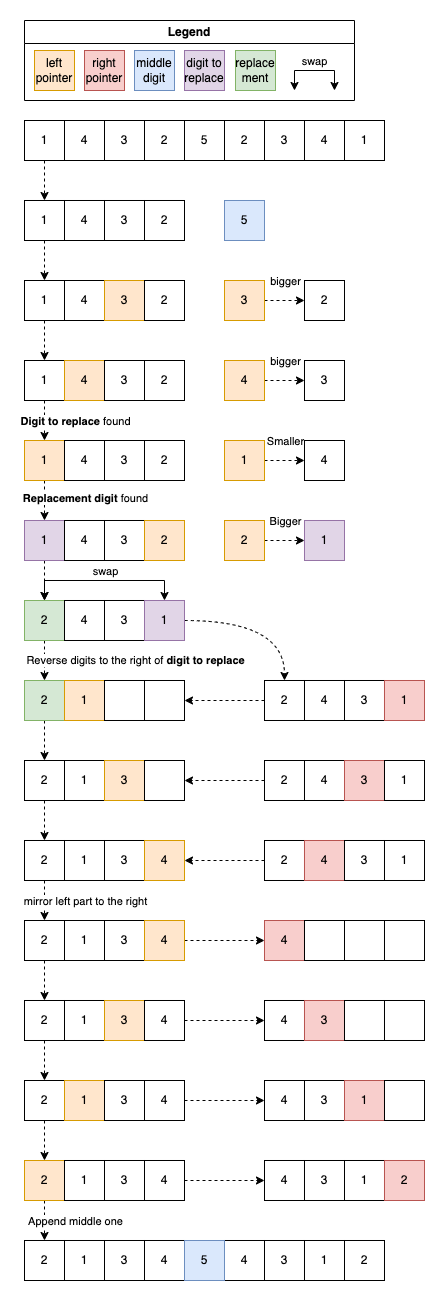 Legend
left pointer
right pointer
middle digit
digit to replace
replace ment
swap
1 4 3 2 5 2 3 4 1
1 4 3 2 5
1 4 3 2 3 bigger 2
1 4 3 2 4 bigger 3
Digit to replace found
1 4 3 2 1 Smaller 4
Replacement digit found
1 4 3 2 2 Bigger 1
swap
2 4 3 1
Reverse digits to the right of digit to replace
2 1 2 4 3 1
2 1 3 2 4 3 1
2 1 3 4 2 4 3 1
mirror left part to the right
2 1 3 4 4
2 1 3 4 4 3
2 1 3 4 4 3 1
2 1 3 4 4 3 1 2
Append middle one
2 1 3 4 5 4 3 1 2